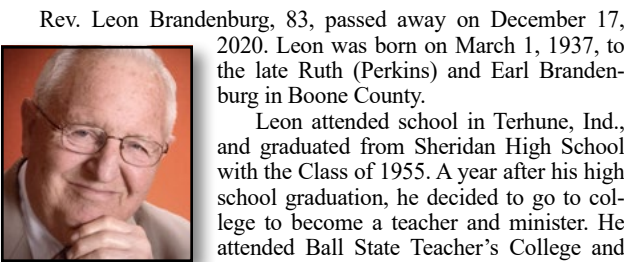 Rev. Leon Brandenburg, 83, passed away on December 17,
2020. Leon was born on March 1, 1937, to
the late Ruth (Perkins) and Earl Branden-
burg in Boone County.
Leon attended school in Terhune, Ind.,
and graduated from Sheridan High School
with the Class of 1955. A year after his high
school graduation, he decided to go to col-
lege to become a teacher and minister. He
attended Ball State Teacher’s College and